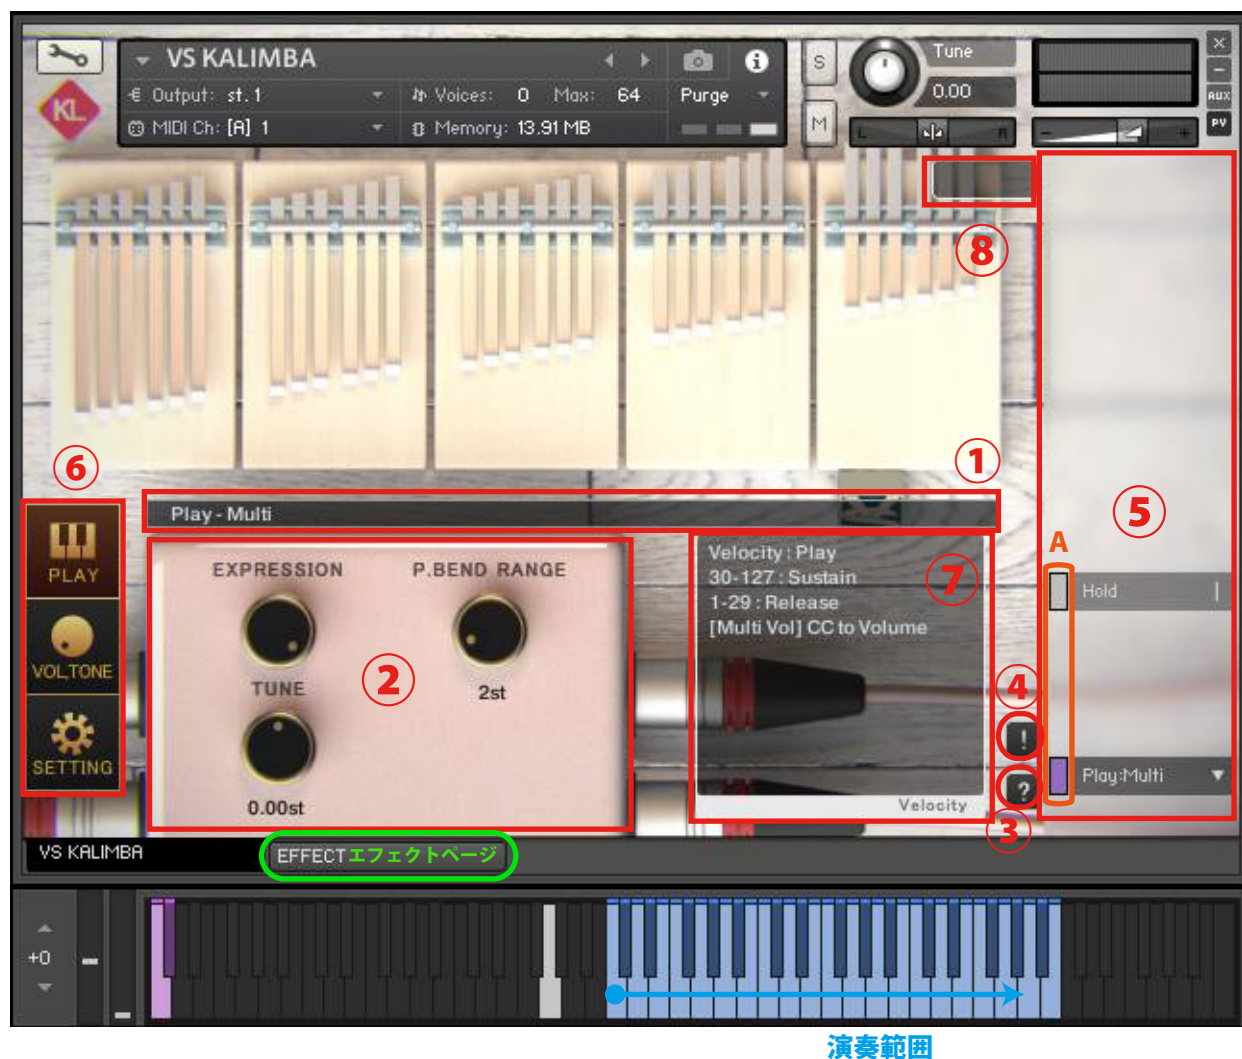 VS KALIMBA
Output: st.1
Voices: 0 Max: 64
Purge
MIDI Ch: [A] 1
Memory: 13.91 MB
KL
S
M
Tune
0.00
L
R
-
+
×
-
AUX
PV
⑧
⑥
①
⑤
Play - Multi
PLAY
VOL,TONE
SETTING
EXPRESSION
P.BEND RANGE
TUNE
②
2st
0.00st
Velocity : Play
30-127 : Sustain
1-29 : Release
[Multi Vol] CC to Volume
⑦
Velocity
④
!
?
③
A
Hold
Play:Multi
VS KALIMBA
EFFECTエフェクトページ
+0
演奏範囲